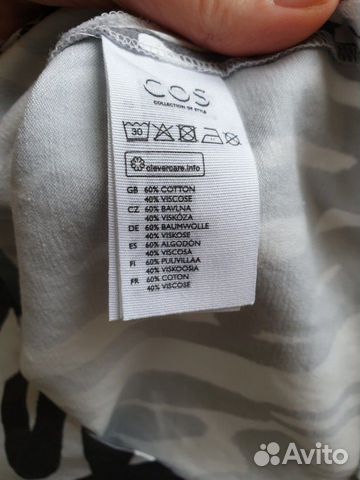 COS
COLLECTION OF STYLE
30
clevercare.info
GB 60% COTTON
40% VISCOSE
CZ 60% BAVLNA
40% VISKÓZA
DE 60% BAUMWOLLE
40% VISKOSE
ES 60% ALGODÓN
40% VISCOSA
FI 60% PUUVILLAA
40% VISKOOSIA
FR 60% COTON
40% VISCOSE
Avito